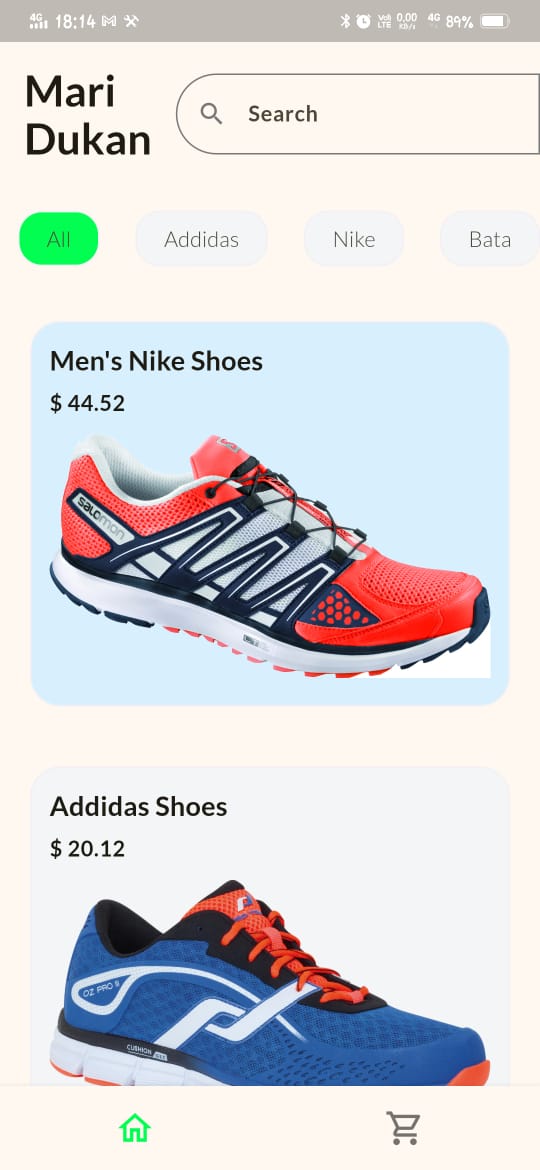 4G 18:14 Voli LTE 0.00 KB/s 4G 89%
Mari
Dukan
Search
All Addidas Nike Bata
Men's Nike Shoes
$ 44.52
salomon
Addidas Shoes
$ 20.12
OZ PRO
CUSHION